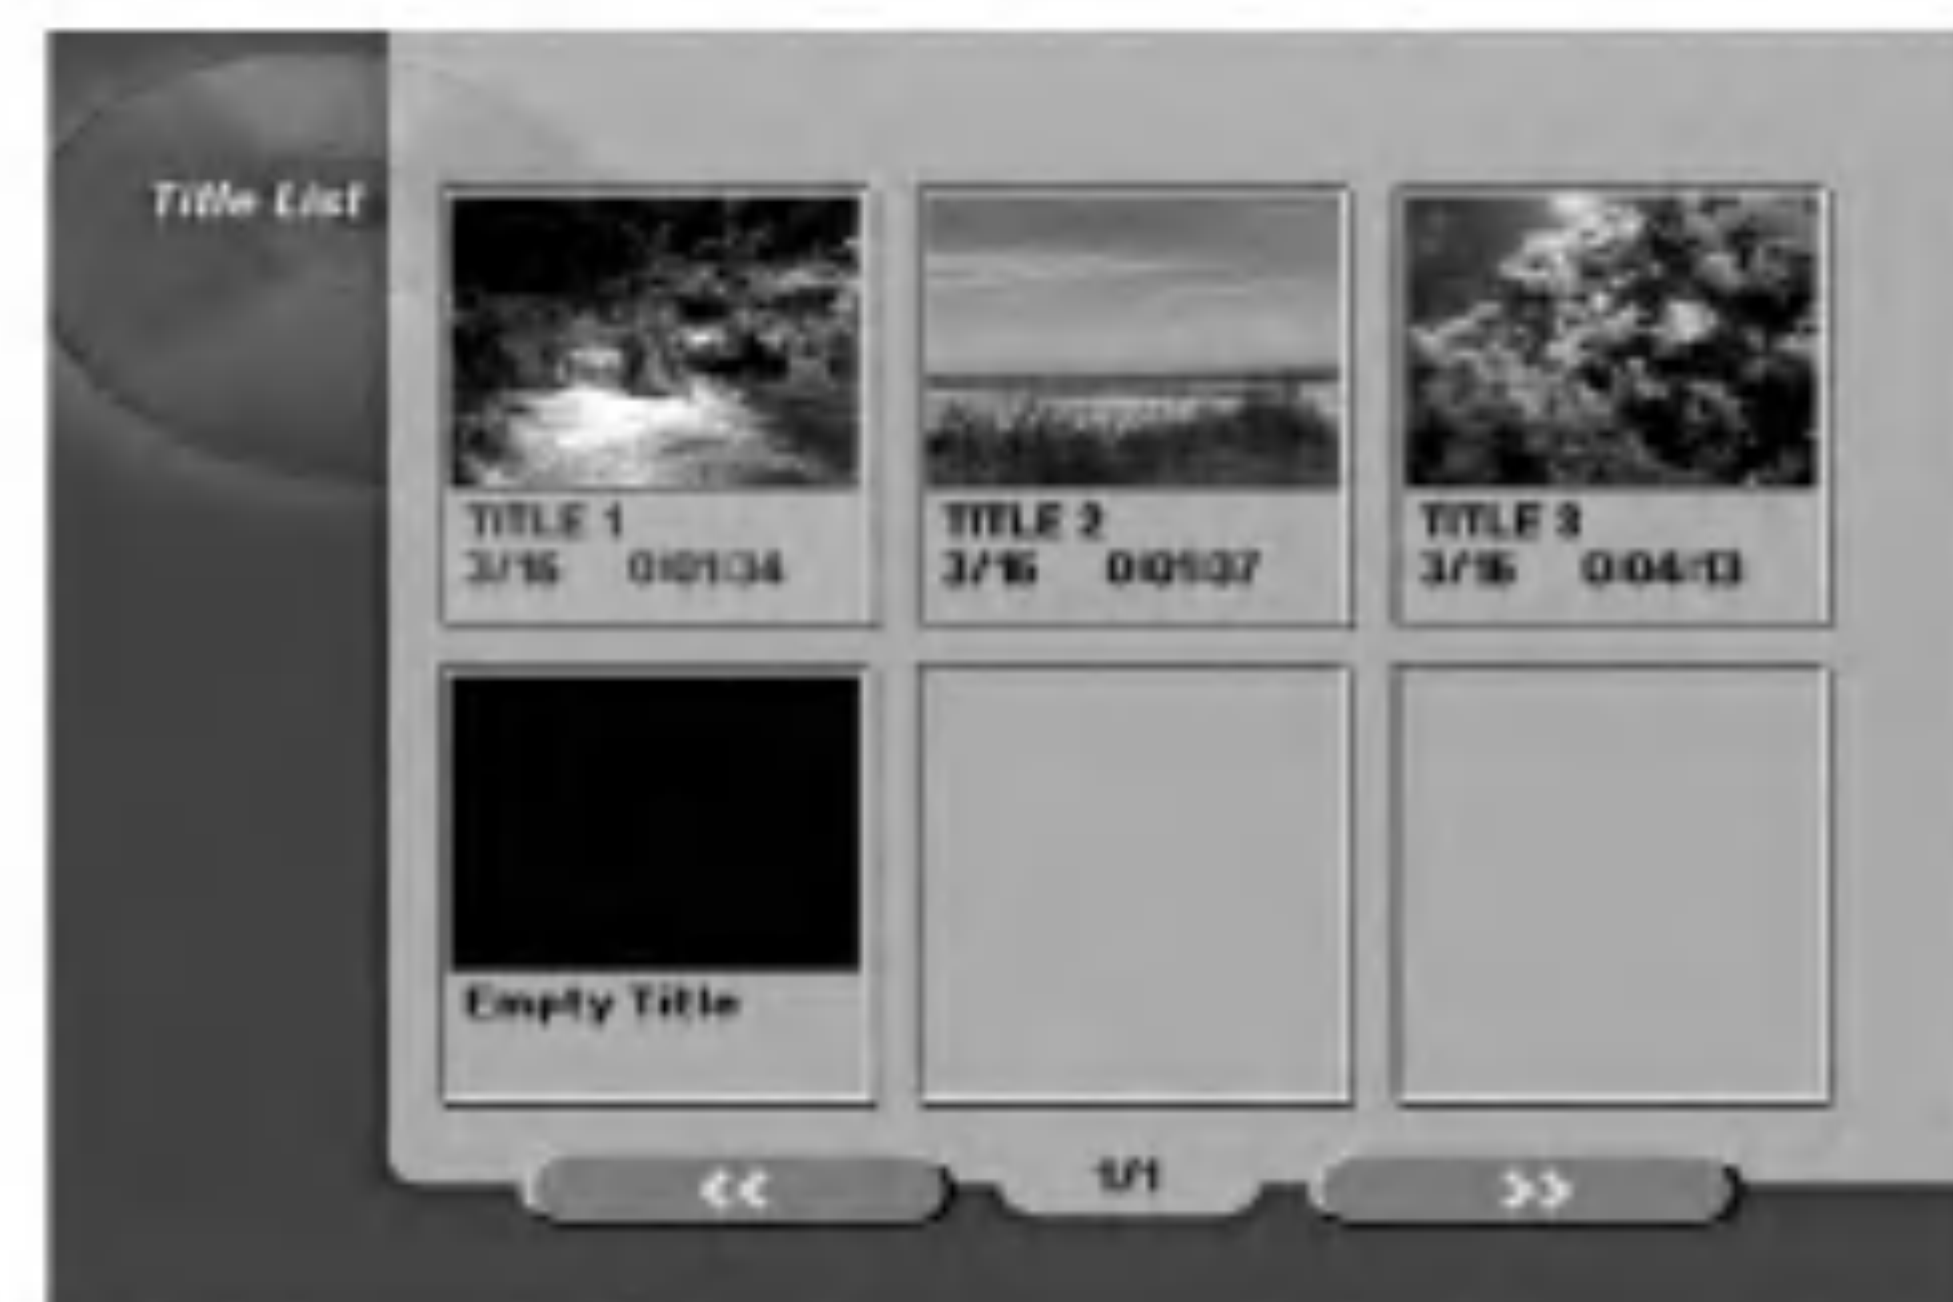 Title List
TITLE 1
3/16 0:01:34
TITLE 2
3/16 0:01:37
TITLE 3
3/16 0:04:13
Empty Title
<<
1/1
>>